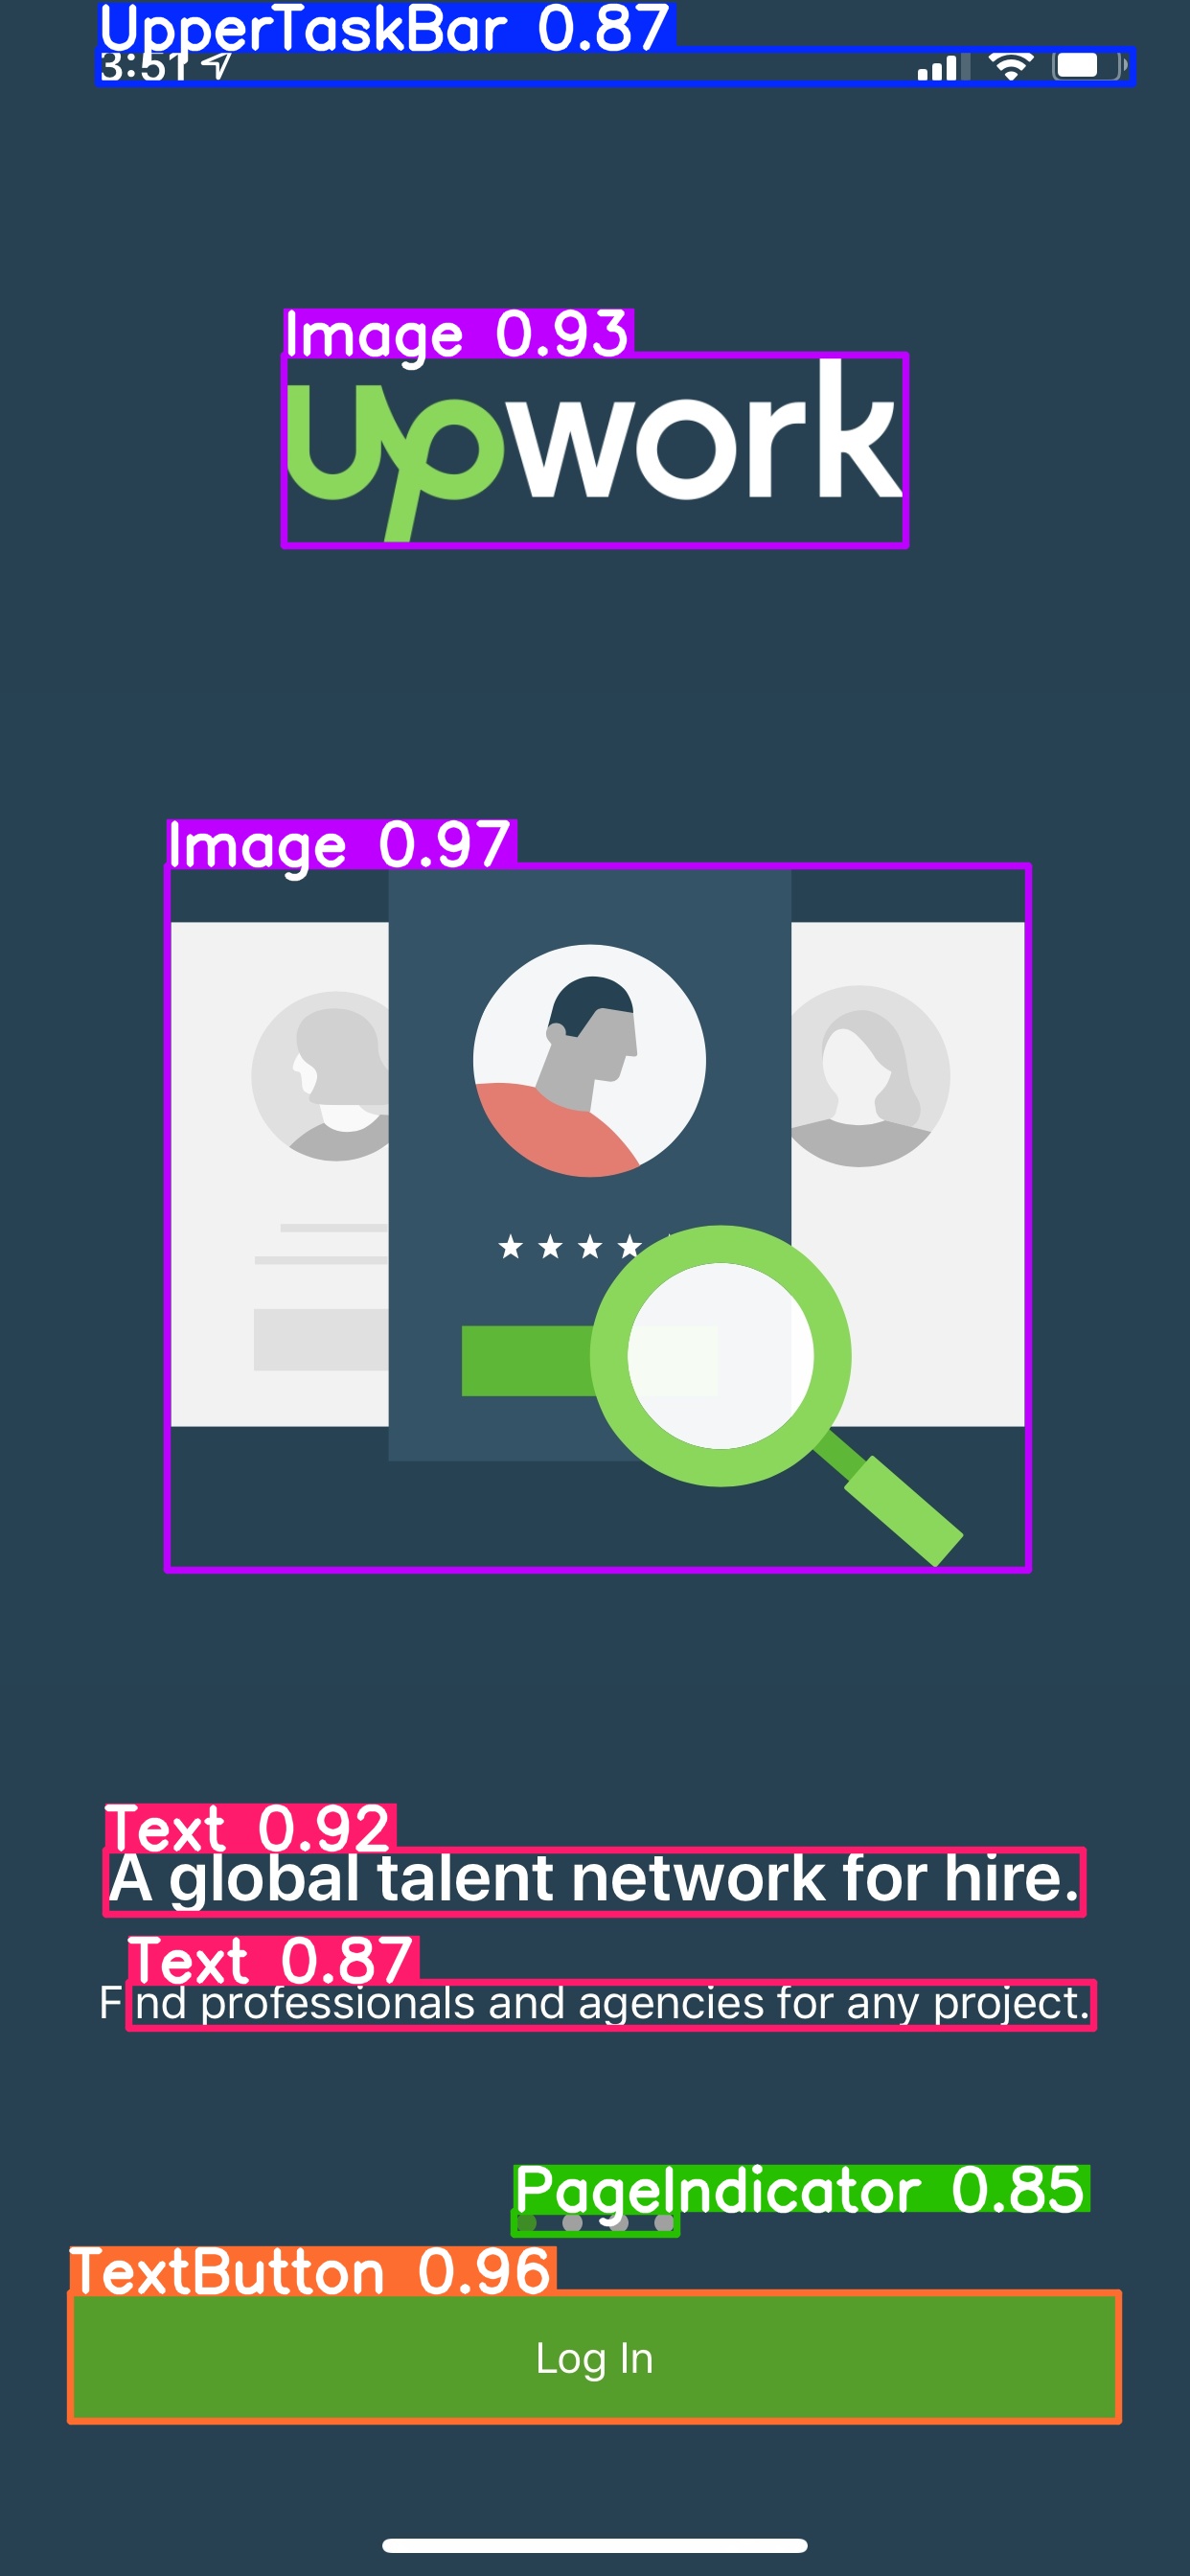 UpperTaskBar 0.87
3:51
Image 0.93
upwork
Image 0.97
Text 0.92
A global talent network for hire.
Text 0.87
F nd professionals and agencies for any project.
PageIndicator 0.85
TextButton 0.96
Log In